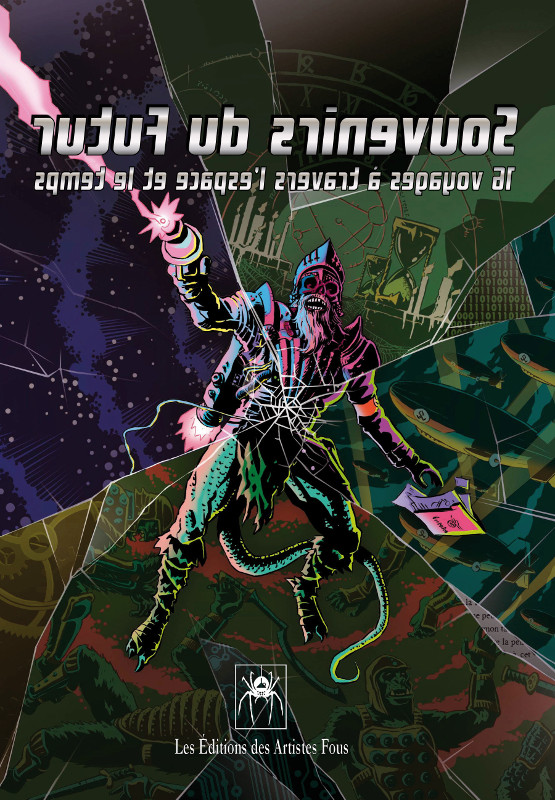 Souvenirs du Futur
16 voyages à travers l'espace et le temps
Les Éditions des Artistes Fous